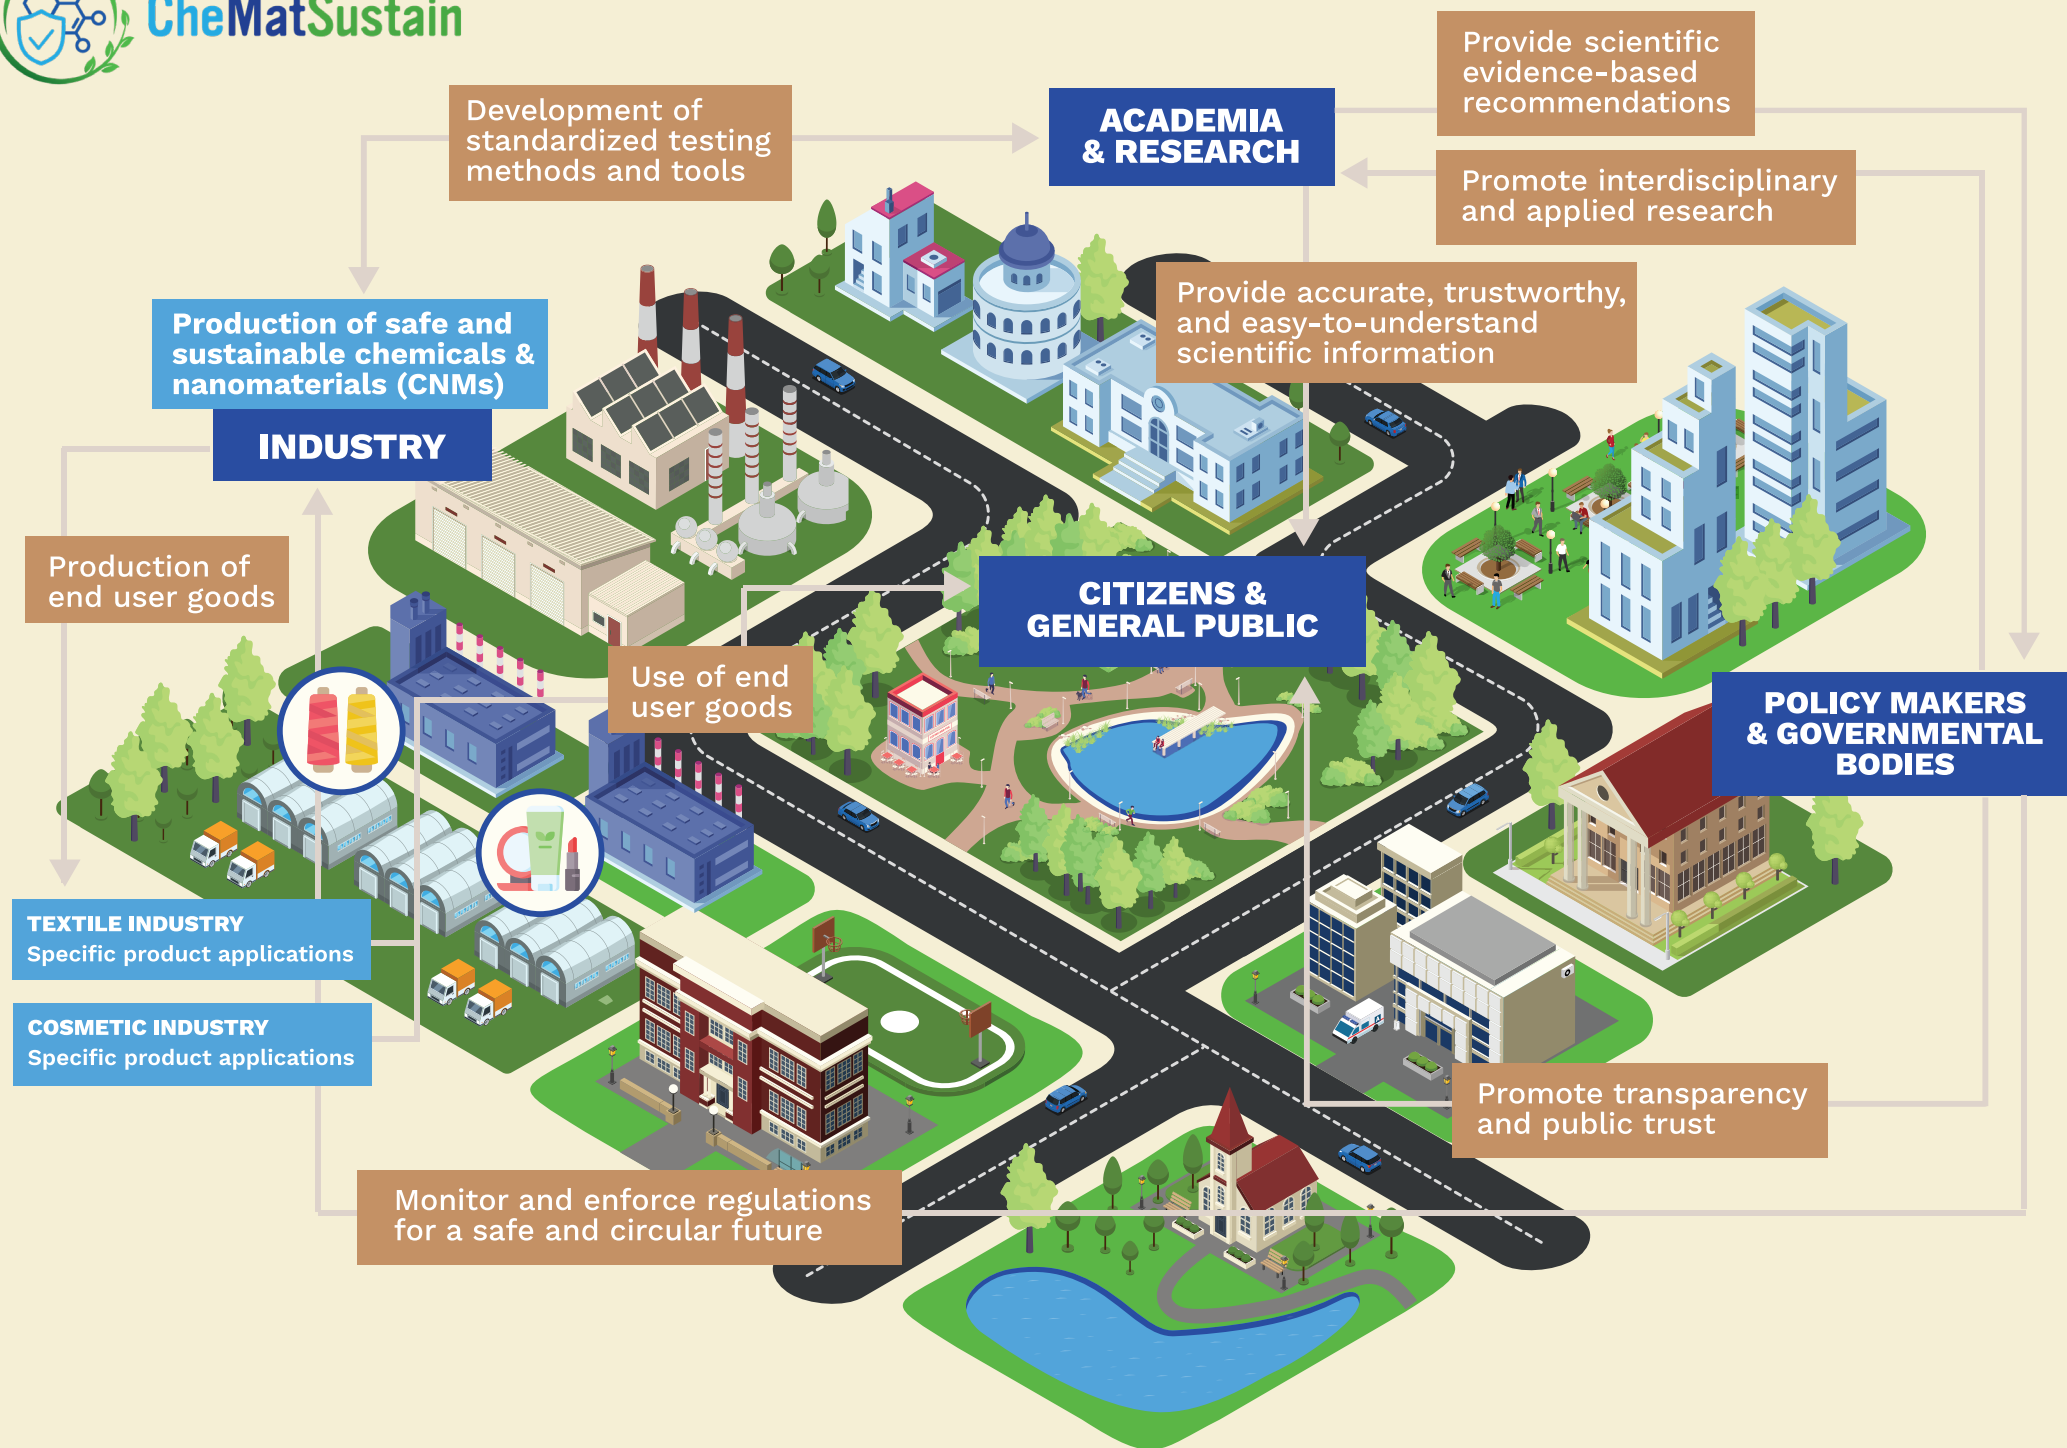 CheMatSustain
Provide scientific
evidence-based
recommendations
Development of
standardized testing
methods and tools
ACADEMIA
& RESEARCH
Promote interdisciplinary
and applied research
Provide accurate, trustworthy,
and easy-to-understand
scientific information
Production of safe and
sustainable chemicals &
nanomaterials (CNMs)
INDUSTRY
Production of
end user goods
CITIZENS &
GENERAL PUBLIC
Use of end
user goods
POLICY MAKERS
& GOVERNMENTAL
BODIES
TEXTILE INDUSTRY
Specific product applications
COSMETIC INDUSTRY
Specific product applications
Promote transparency
and public trust
Monitor and enforce regulations
for a safe and circular future